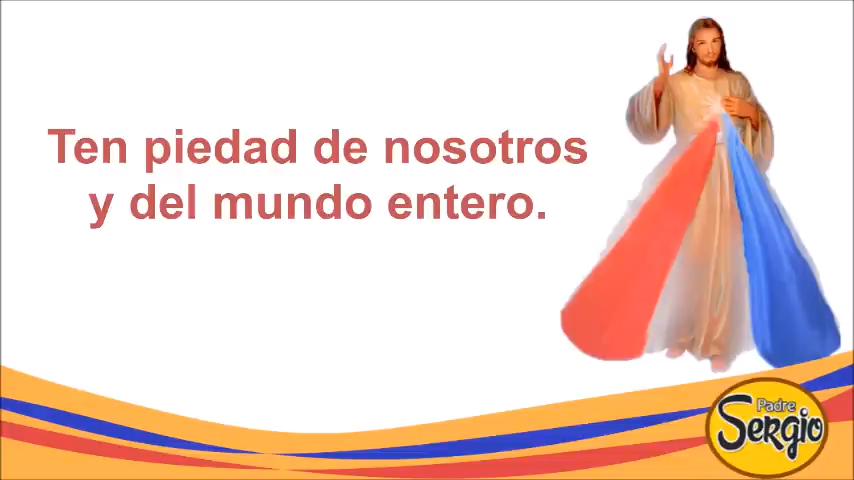 Ten piedad de nosotros
y del mundo entero.
Padre
Sergio